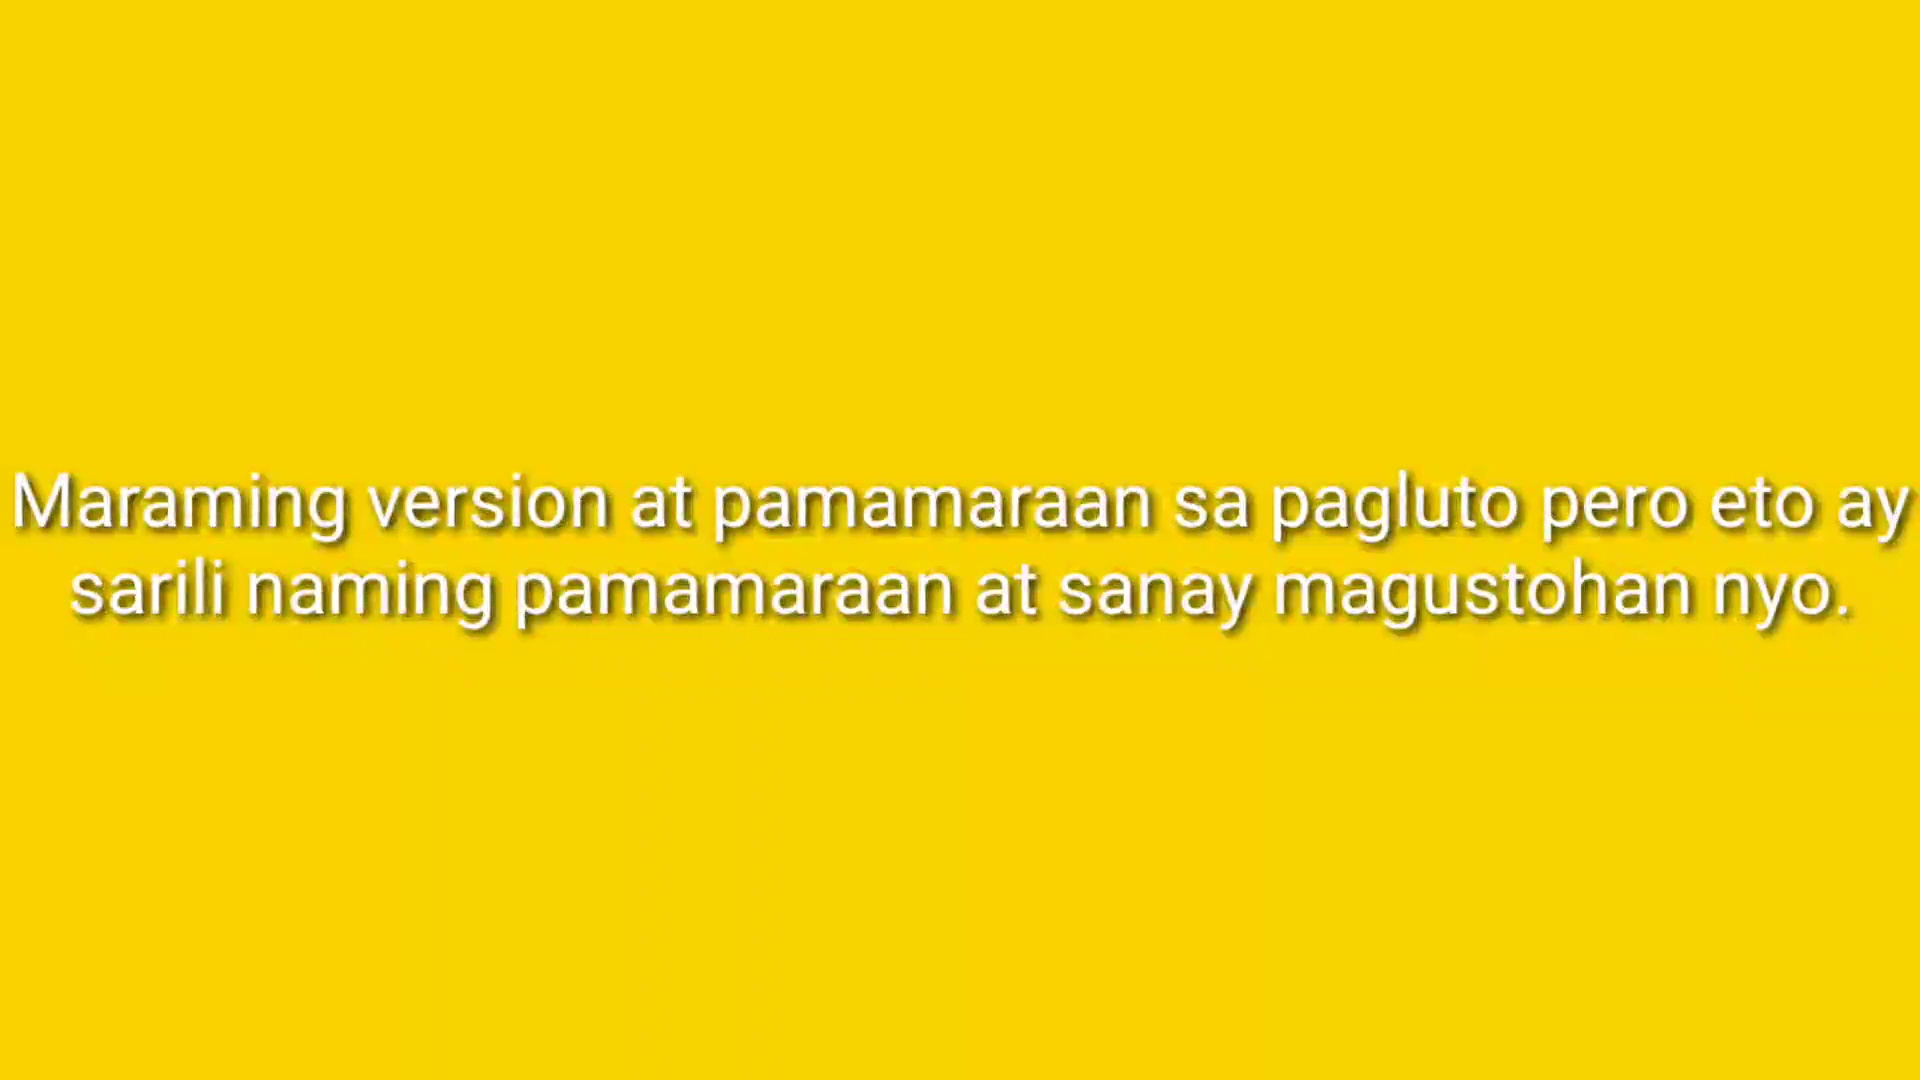 Maraming version at pamamaraan sa pagluto pero eto ay
sarili naming pamamaraan at sanay magustohan nyo.